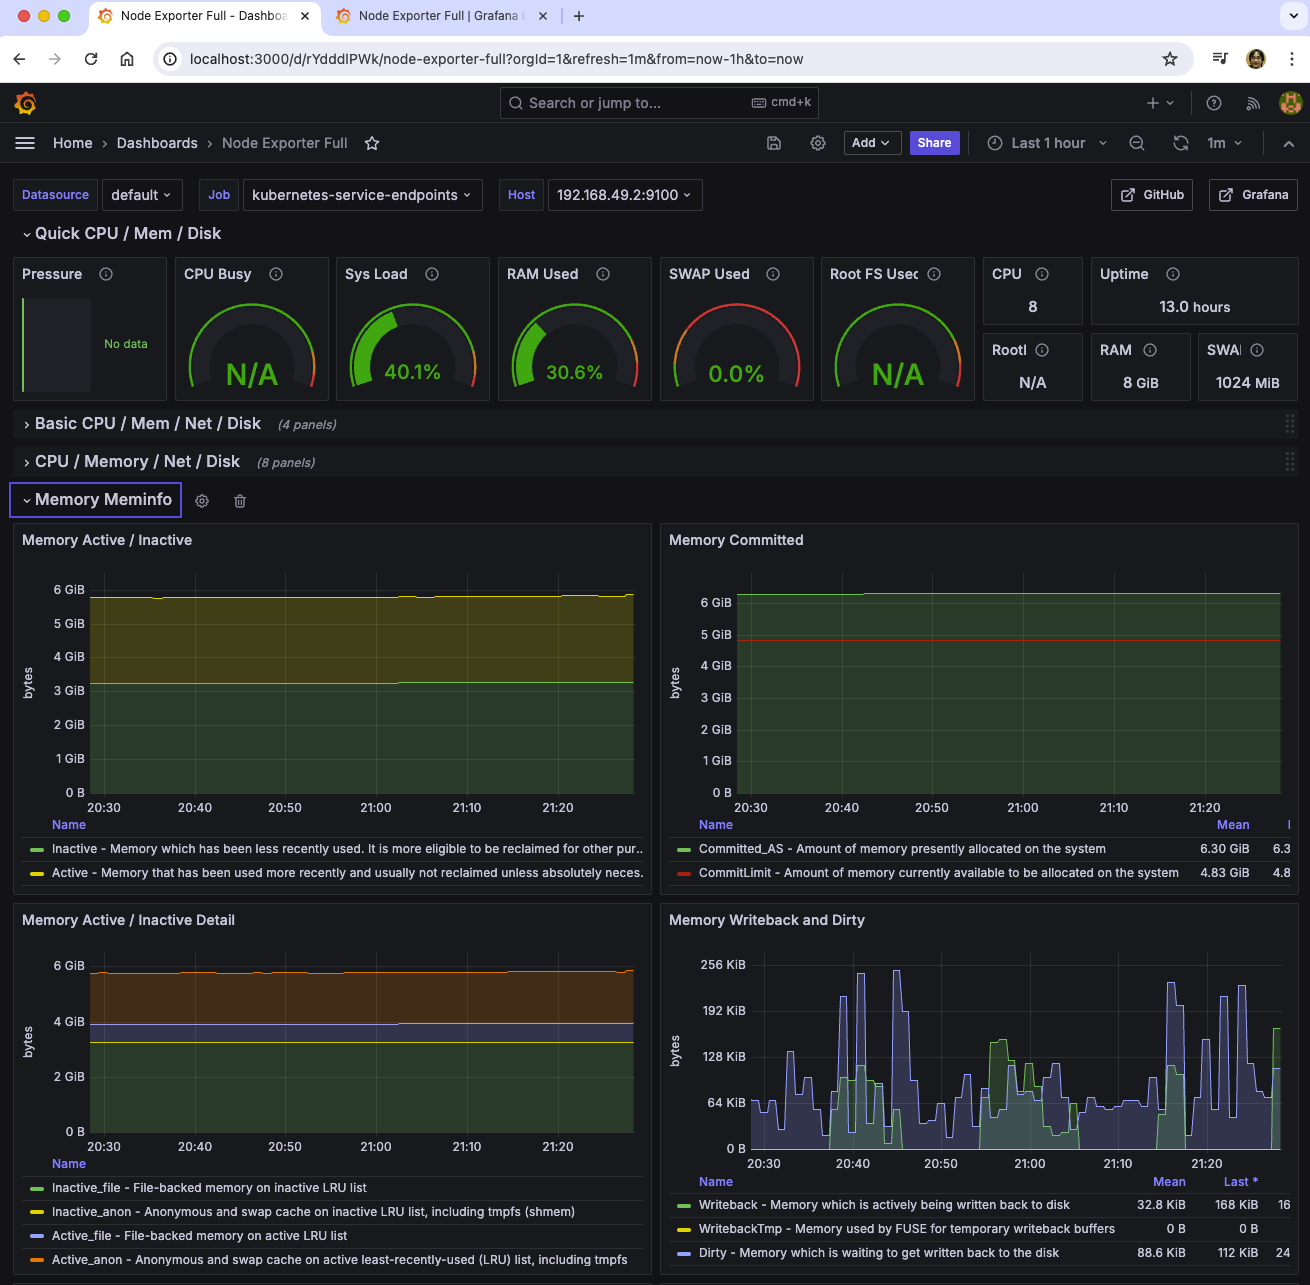 Node Exporter Full - Dashboa
Node Exporter Full | Grafana
localhost:3000/d/rYdddlPWk/node-exporter-full?orgId=1&refresh=1m&from=now-1h&to=now
Search or jump to... cmd+k
Home › Dashboards › Node Exporter Full
Add
Share
Last 1 hour
1m
Datasource default
Job kubernetes-service-endpoints
Host 192.168.49.2:9100
GitHub
Grafana
Quick CPU / Mem / Disk
Pressure
No data
CPU Busy
N/A
Sys Load
40.1%
RAM Used
30.6%
SWAP Used
0.0%
Root FS Used
N/A
CPU
8
Uptime
13.0 hours
RootI
N/A
RAM
8 GiB
SWA
1024 MiB
Basic CPU / Mem / Net / Disk (4 panels)
CPU / Memory / Net / Disk (8 panels)
Memory Meminfo
Memory Active / Inactive
bytes
6 GiB
5 GiB
4 GiB
3 GiB
2 GiB
1 GiB
0 B
20:30 20:40 20:50 21:00 21:10 21:20
Name
Inactive - Memory which has been less recently used. It is more eligible to be reclaimed for other pur..
Active - Memory that has been used more recently and usually not reclaimed unless absolutely neces.
Memory Committed
bytes
6 GiB
5 GiB
4 GiB
3 GiB
2 GiB
1 GiB
0 B
20:30 20:40 20:50 21:00 21:10 21:20
Name Mean
Committed_AS - Amount of memory presently allocated on the system 6.30 GiB 6.3
CommitLimit - Amount of memory currently available to be allocated on the system 4.83 GiB 4.8
Memory Active / Inactive Detail
bytes
6 GiB
4 GiB
2 GiB
0 B
20:30 20:40 20:50 21:00 21:10 21:20
Name
Inactive_file - File-backed memory on inactive LRU list
Inactive_anon - Anonymous and swap cache on inactive LRU list, including tmpfs (shmem)
Active_file - File-backed memory on active LRU list
Active_anon - Anonymous and swap cache on active least-recently-used (LRU) list, including tmpfs
Memory Writeback and Dirty
bytes
256 KiB
192 KiB
128 KiB
64 KiB
0 B
20:30 20:40 20:50 21:00 21:10 21:20
Name Mean Last *
Writeback - Memory which is actively being written back to disk 32.8 KiB 168 KiB 16
WritebackTmp - Memory used by FUSE for temporary writeback buffers 0 B 0 B
Dirty - Memory which is waiting to get written back to the disk 88.6 KiB 112 KiB 24